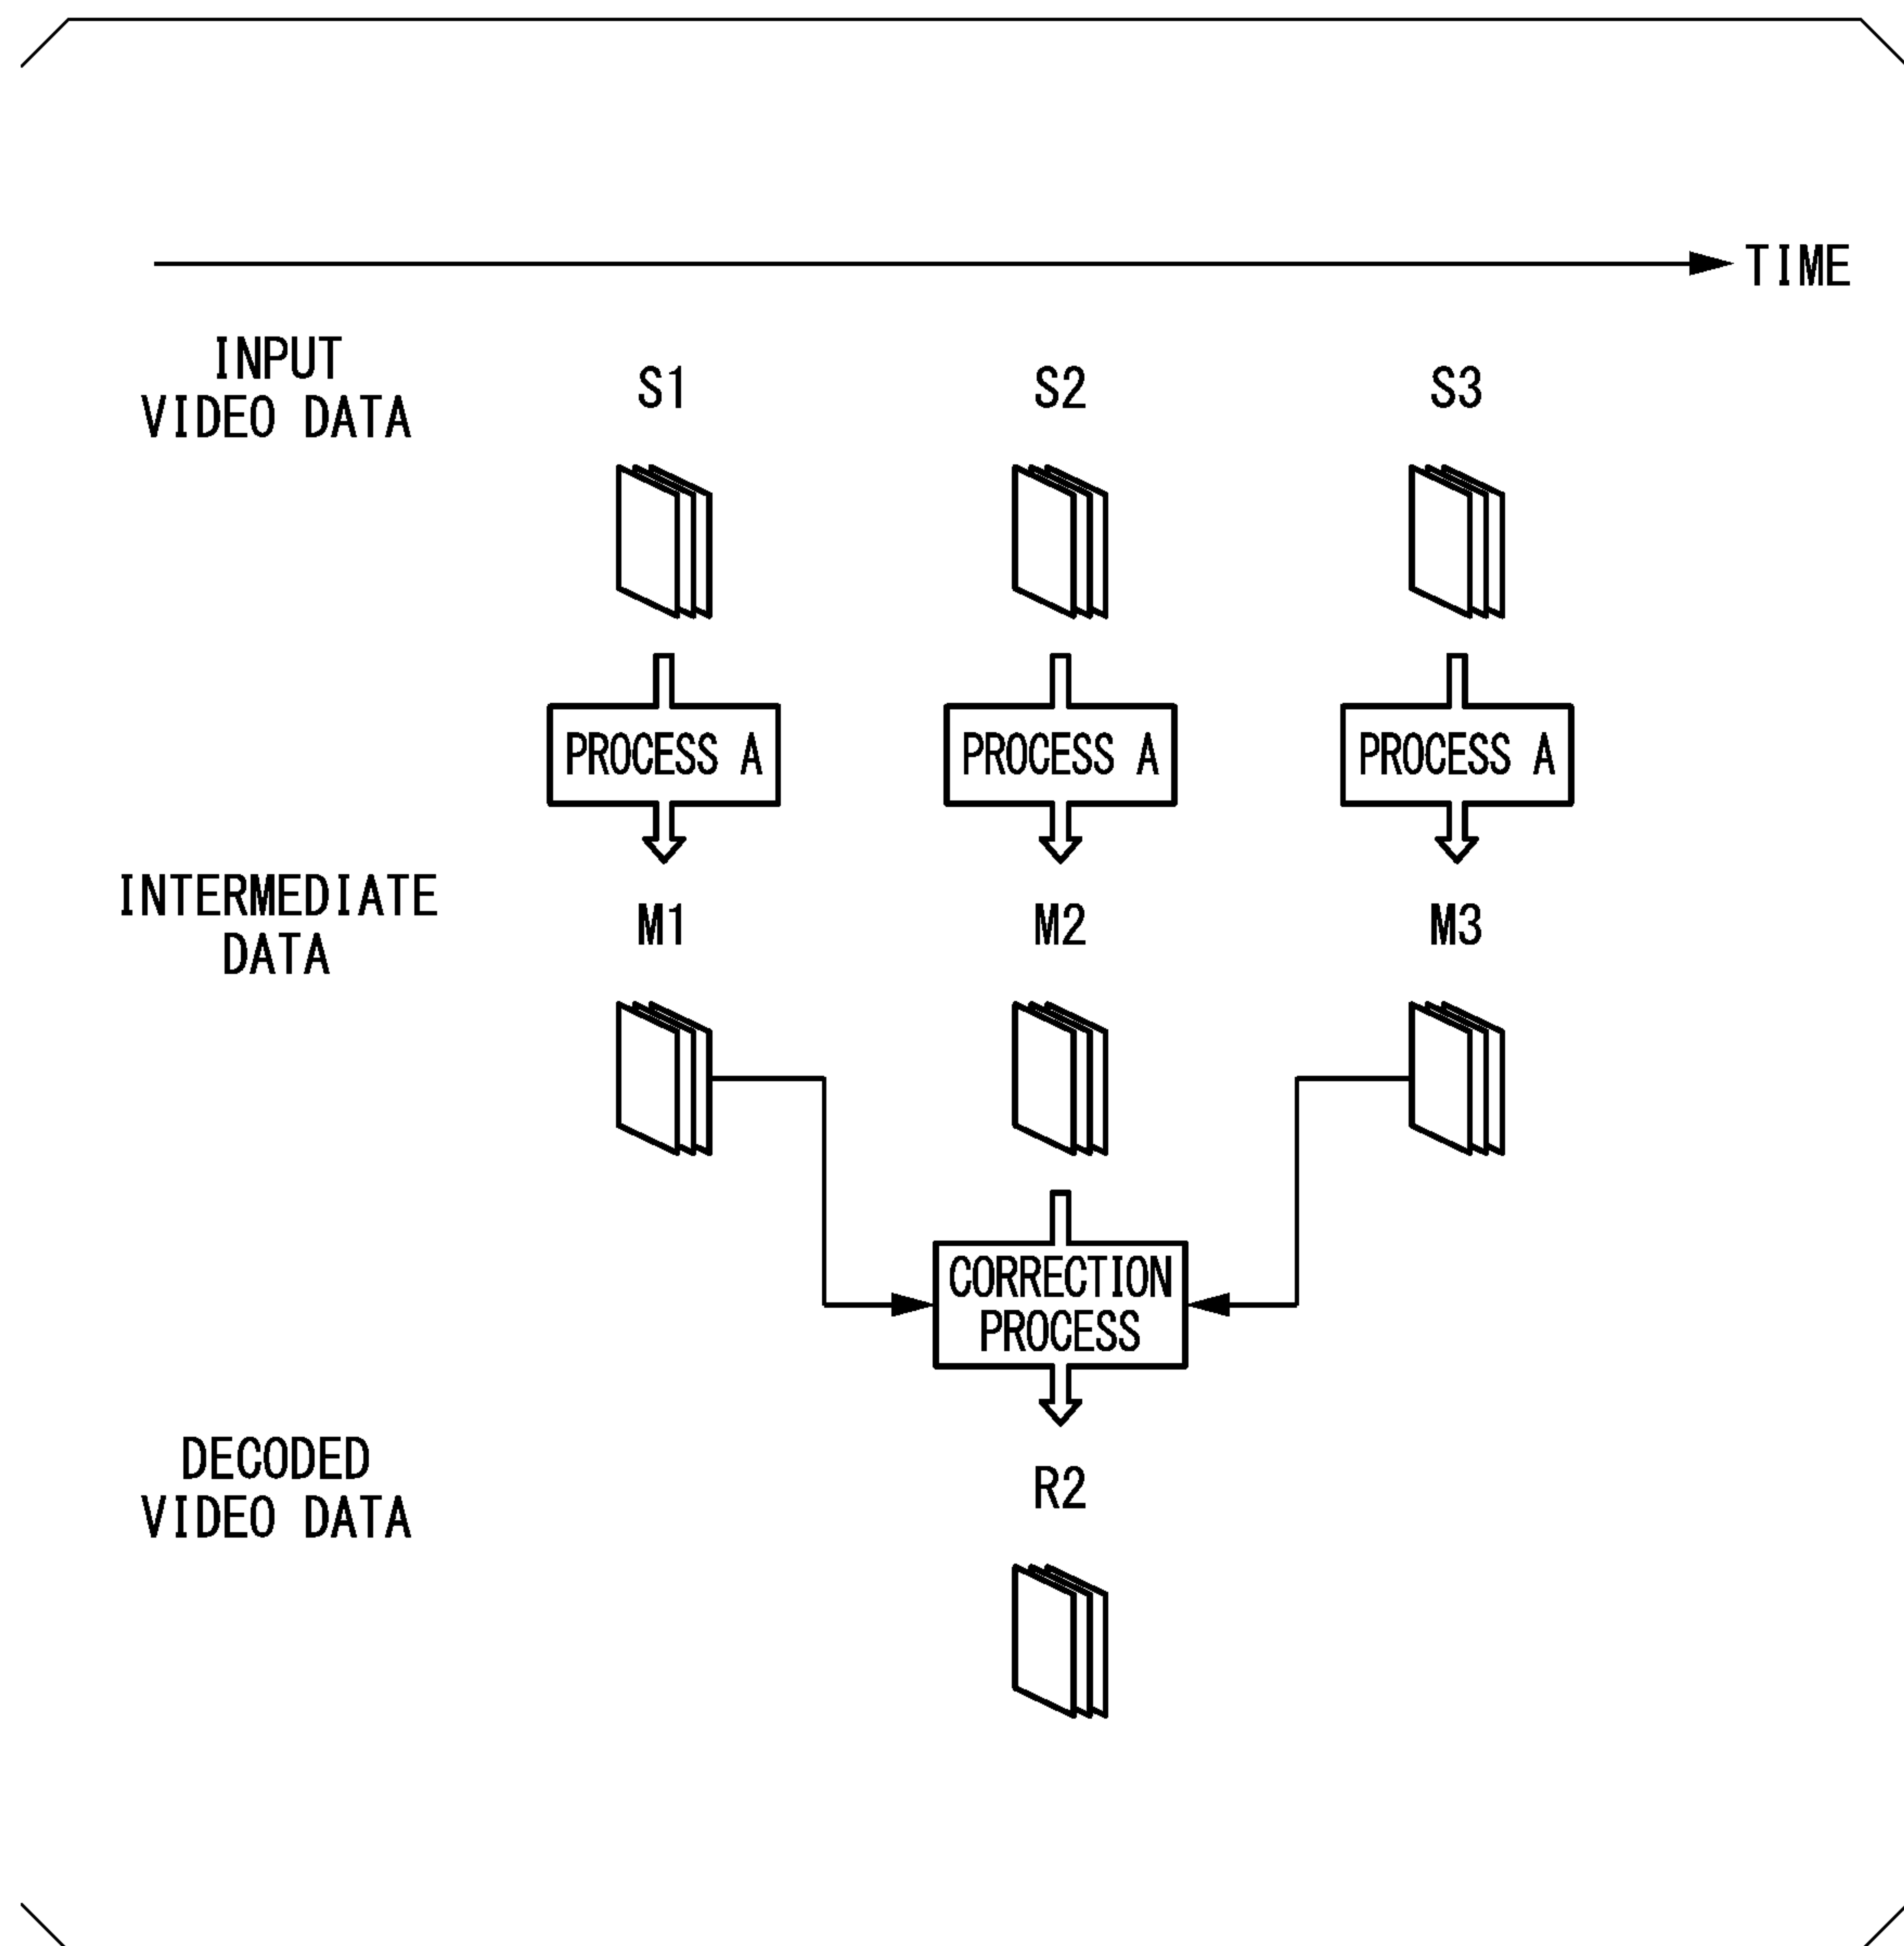 TIME
INPUT
VIDEO DATA
S1
S2
S3
PROCESS A
PROCESS A
PROCESS A
INTERMEDIATE
DATA
M1
M2
M3
CORRECTION
PROCESS
DECODED
VIDEO DATA
R2